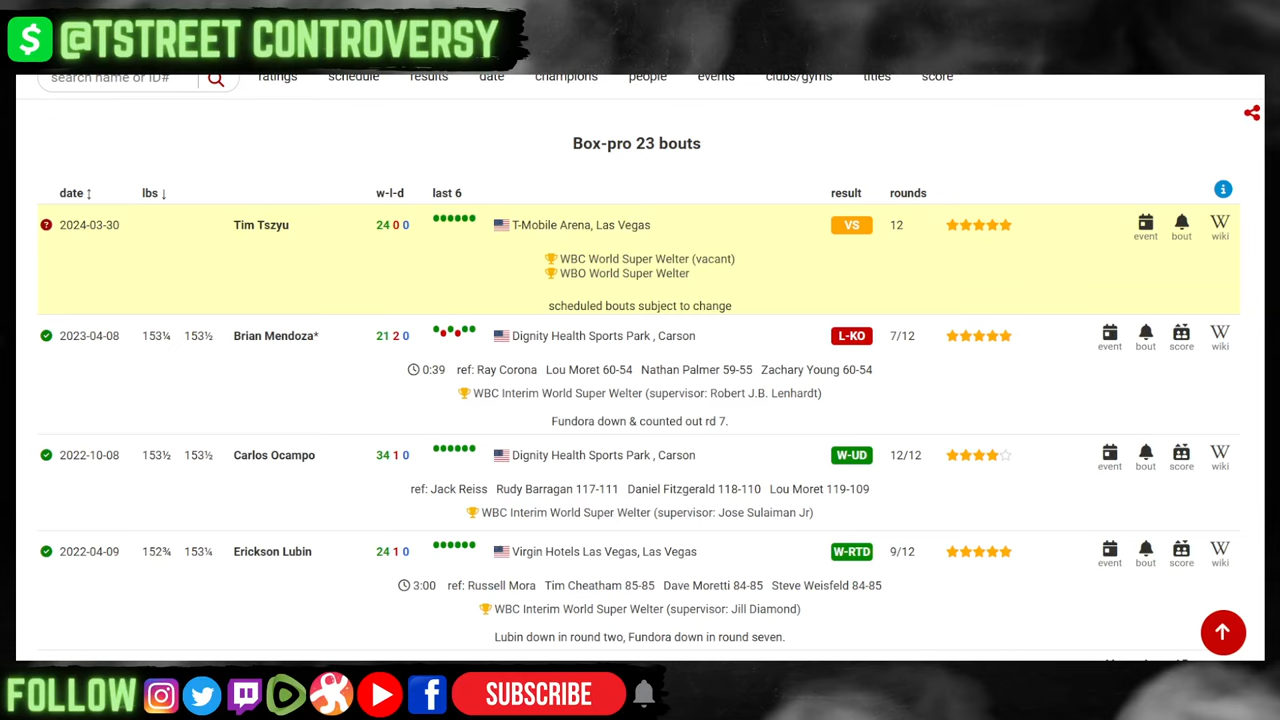 @TSTREET CONTROVERSY
search name or ID#
ratings schedule results date champions people events clubs/gyms titles score
Box-pro 23 bouts
date lbs w-l-d last 6 result rounds
2024-03-30 Tim Tszyu 24 0 0 T-Mobile Arena, Las Vegas VS 12
event bout wiki
WBC World Super Welter (vacant)
WBO World Super Welter
scheduled bouts subject to change
2023-04-08 153¼ 153½ Brian Mendoza* 21 2 0 Dignity Health Sports Park , Carson L-KO 7/12
event bout score wiki
0:39 ref: Ray Corona Lou Moret 60-54 Nathan Palmer 59-55 Zachary Young 60-54
WBC Interim World Super Welter (supervisor: Robert J.B. Lenhardt)
Fundora down & counted out rd 7.
2022-10-08 153½ 153½ Carlos Ocampo 34 1 0 Dignity Health Sports Park , Carson W-UD 12/12
event bout score wiki
ref: Jack Reiss Rudy Barragan 117-111 Daniel Fitzgerald 118-110 Lou Moret 119-109
WBC Interim World Super Welter (supervisor: Jose Sulaiman Jr)
2022-04-09 152¾ 153¼ Erickson Lubin 24 1 0 Virgin Hotels Las Vegas, Las Vegas W-RTD 9/12
event bout score wiki
3:00 ref: Russell Mora Tim Cheatham 85-85 Dave Moretti 84-85 Steve Weisfeld 84-85
WBC Interim World Super Welter (supervisor: Jill Diamond)
Lubin down in round two, Fundora down in round seven.
FOLLOW SUBSCRIBE